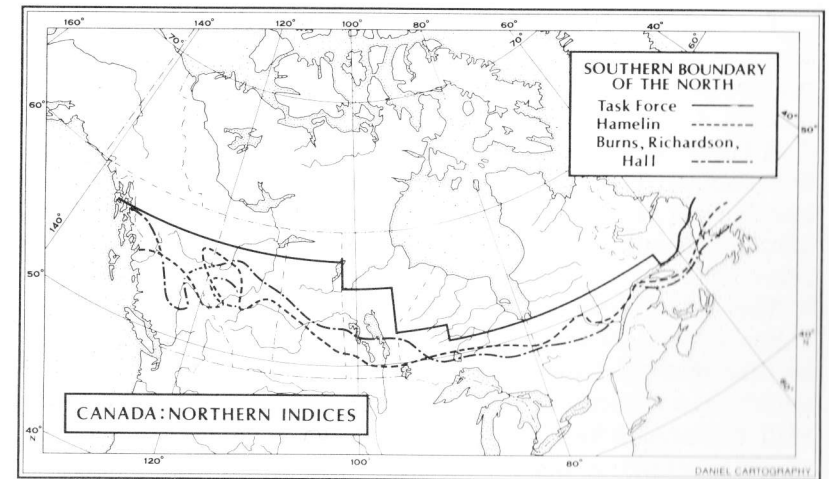 160° 140° 120° 100° 80° 60° 40°
70° 70° 60°
SOUTHERN BOUNDARY
OF THE NORTH
Task Force
Hamelin
Burns, Richardson,
Hall
60°
40°
50°
140°
50°
40°
N
CANADA: NORTHERN INDICES
40°
N
120° 100° 80°
DANIEL CARTOGRAPHY